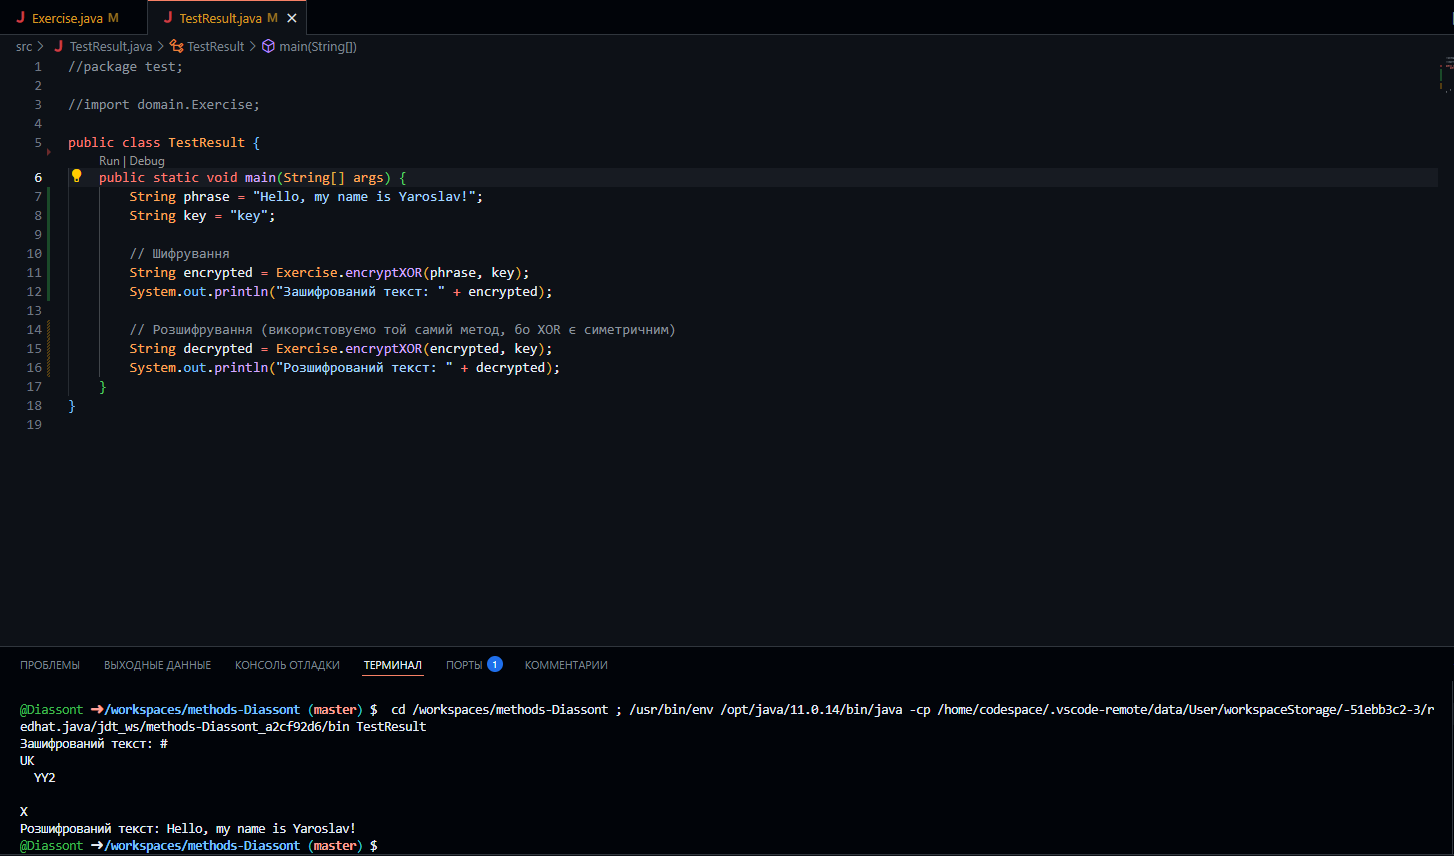 Exercise.java M
TestResult.java M
src > TestResult.java > TestResult > main(String[])
1 //package test;
2
3 //import domain.Exercise;
4
5 public class TestResult {
Run | Debug
6 public static void main(String[] args) {
7 String phrase = "Hello, my name is Yaroslav!";
8 String key = "key";
9
10 // Шифрування
11 String encrypted = Exercise.encryptXOR(phrase, key);
12 System.out.println("Зашифрований текст: " + encrypted);
13
14 // Розшифрування (використовуємо той самий метод, бо XOR є симетричним)
15 String decrypted = Exercise.encryptXOR(encrypted, key);
16 System.out.println("Розшифрований текст: " + decrypted);
17 }
18 }
19
ПРОБЛЕМЫ ВЫХОДНЫЕ ДАННЫЕ КОНСОЛЬ ОТЛАДКИ ТЕРМИНАЛ ПОРТЫ 1 КОММЕНТАРИИ
@Diassont ➜/workspaces/methods-Diassont (master) $ cd /workspaces/methods-Diassont ; /usr/bin/env /opt/java/11.0.14/bin/java -cp /home/codespace/.vscode-remote/data/User/workspaceStorage/-51ebb3c2-3/r
edhat.java/jdt_ws/methods-Diassont_a2cf92d6/bin TestResult
Зашифрований текст: #
UK
YY2
X
Розшифрований текст: Hello, my name is Yaroslav!
@Diassont ➜/workspaces/methods-Diassont (master) $